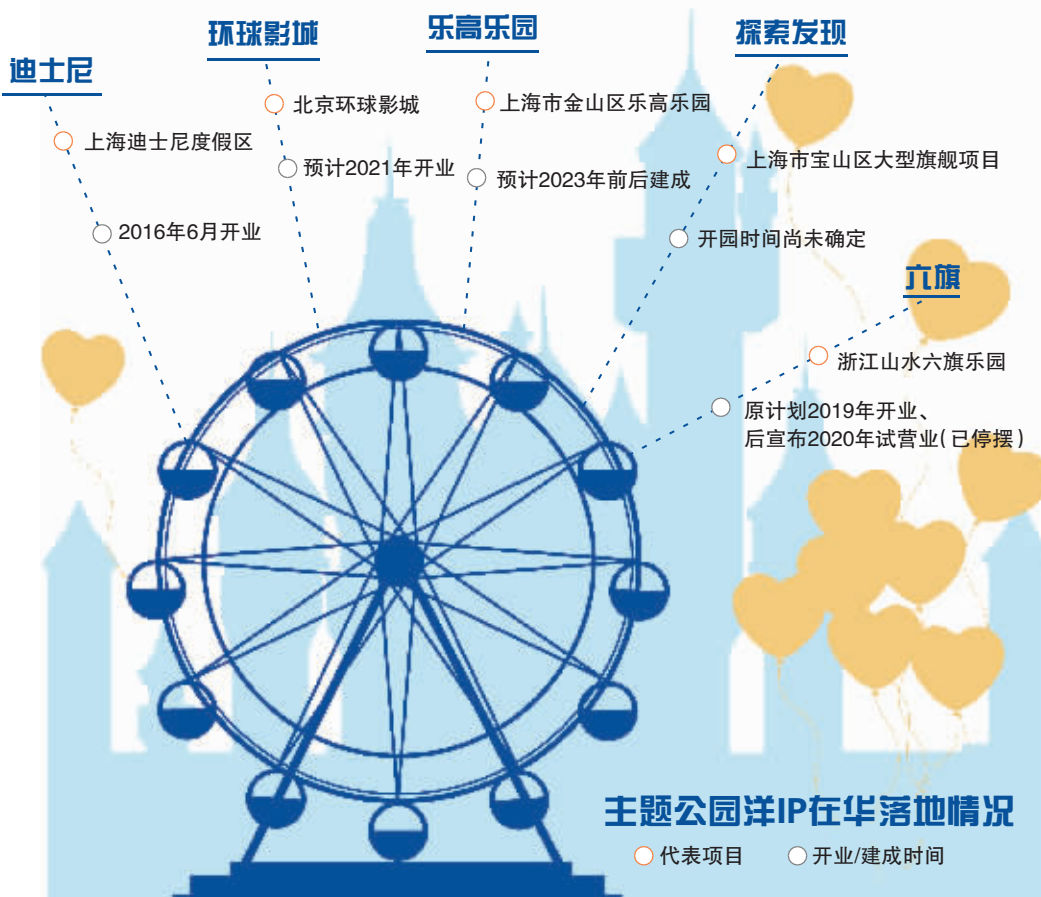 迪士尼
上海迪士尼度假区
2016年6月开业
环球影城
北京环球影城
预计2021年开业
乐高乐园
上海市金山区乐高乐园
预计2023年前后建成
探索发现
上海市宝山区大型旗舰项目
开园时间尚未确定
六旗
浙江山水六旗乐园
原计划2019年开业、
后宣布2020年试营业(已停摆)
主题公园洋IP在华落地情况
代表项目
开业/建成时间